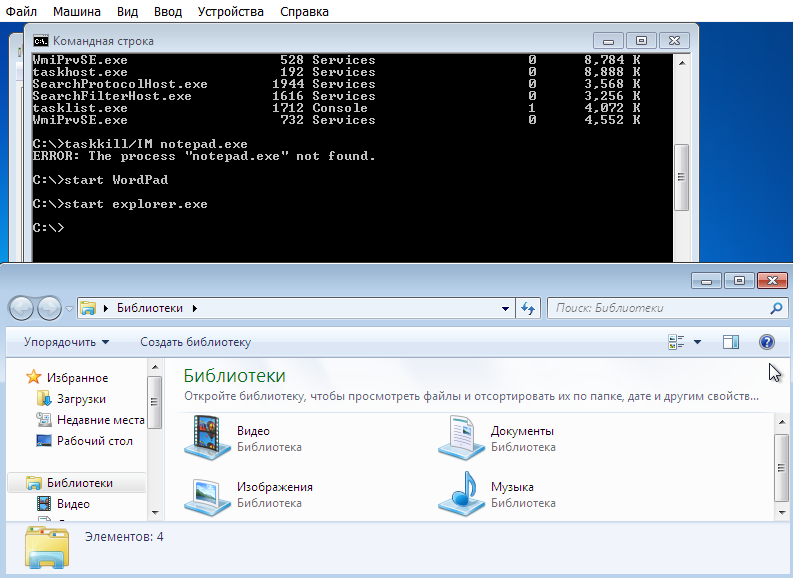 Файл Машина Вид Ввод Устройства Справка
Командная строка
WmiPrvSE.exe 528 Services 0 8,784 K
taskhost.exe 192 Services 0 8,888 K
SearchProtocolHost.exe 1944 Services 0 3,568 K
SearchFilterHost.exe 1616 Services 0 3,256 K
tasklist.exe 1712 Console 1 4,072 K
WmiPrvSE.exe 732 Services 0 4,552 K
C:\>taskkill/IM notepad.exe
ERROR: The process "notepad.exe" not found.
C:\>start WordPad
C:\>start explorer.exe
C:\>
Библиотеки
Поиск: Библиотеки
Упорядочить Создать библиотеку
Избранное
Загрузки
Недавние места
Рабочий стол
Библиотеки
Видео
Библиотеки
Откройте библиотеку, чтобы просмотреть файлы и отсортировать их по папке, дате и другим свойств...
Видео
Библиотека
Документы
Библиотека
Изображения
Библиотека
Музыка
Библиотека
Элементов: 4